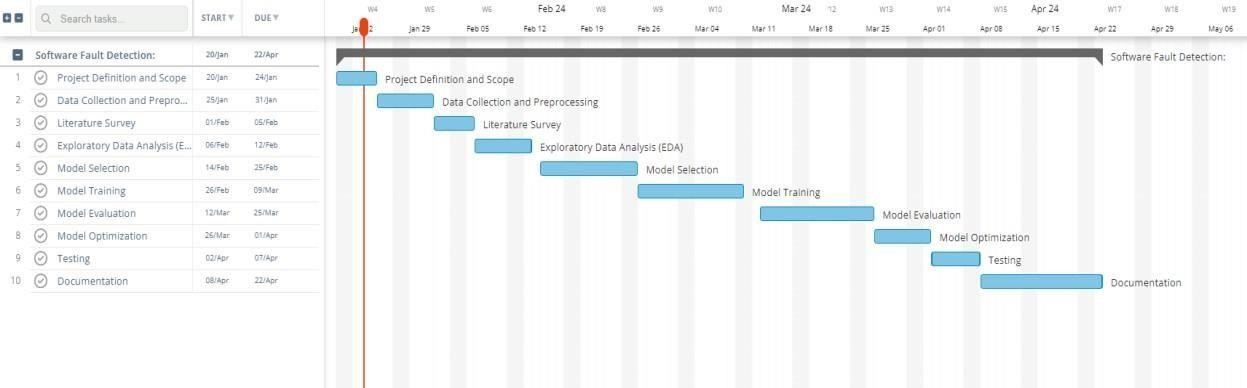 W4 W5 W6 Feb 24 W8 W9 W10 Mar 24 '12 W13 W14 W15 Apr 24 W17 W18 W19
Search tasks... START DUE
Jan 29 Feb 05 Feb 12 Feb 19 Feb 26 Mar 04 Mar 11 Mar 18 Mar 25 Apr 01 Apr 08 Apr 15 Apr 22 May 06
Software Fault Detection: 20/Jan 22/Apr Software Fault Detection:
1 Project Definition and Scope 20/Jan 24/Jan Project Definition and Scope
2 Data Collection and Prepro... 25/Jan 31/Jan Data Collection and Preprocessing
3 Literature Survey 01/Feb 05/Feb Literature Survey
4 Exploratory Data Analysis (E... 06/Feb 12/Feb Exploratory Data Analysis (EDA)
5 Model Selection 14/Feb 25/Feb Model Selection
6 Model Training 26/Feb 09/Mar Model Training
7 Model Evaluation 12/Mar 25/Mar Model Evaluation
8 Model Optimization 26/Mar 01/Apr Model Optimization
9 Testing 02/Apr 07/Apr Testing
10 Documentation 08/Apr 22/Apr Documentation